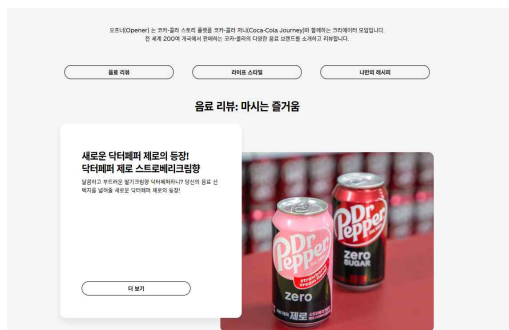 오프너(Opener) 는 코카-콜라 스토리 플랫폼 코카-콜라 저니(Coca-Cola Journey)와 함께하는 크리에이터 모임입니다.
전 세계 200여 개국에서 판매하는 코카-콜라의 다양한 음료 브랜드를 소개하고 리뷰합니다.
음료 리뷰
라이프 스타일
나만의 레시피
음료 리뷰: 마시는 즐거움
새로운 닥터페퍼 제로의 등장!
닥터페퍼 제로 스트로베리크림향
달콤하고 부드러운 딸기크림향 닥터페퍼라니? 당신의 음료 선
택지를 넓혀줄 새로운 닥터페퍼 제로의 등장!
더 보기
Dr
Pepper
strawberries
zero
제로
Dr
Pepper
zero
SUGAR